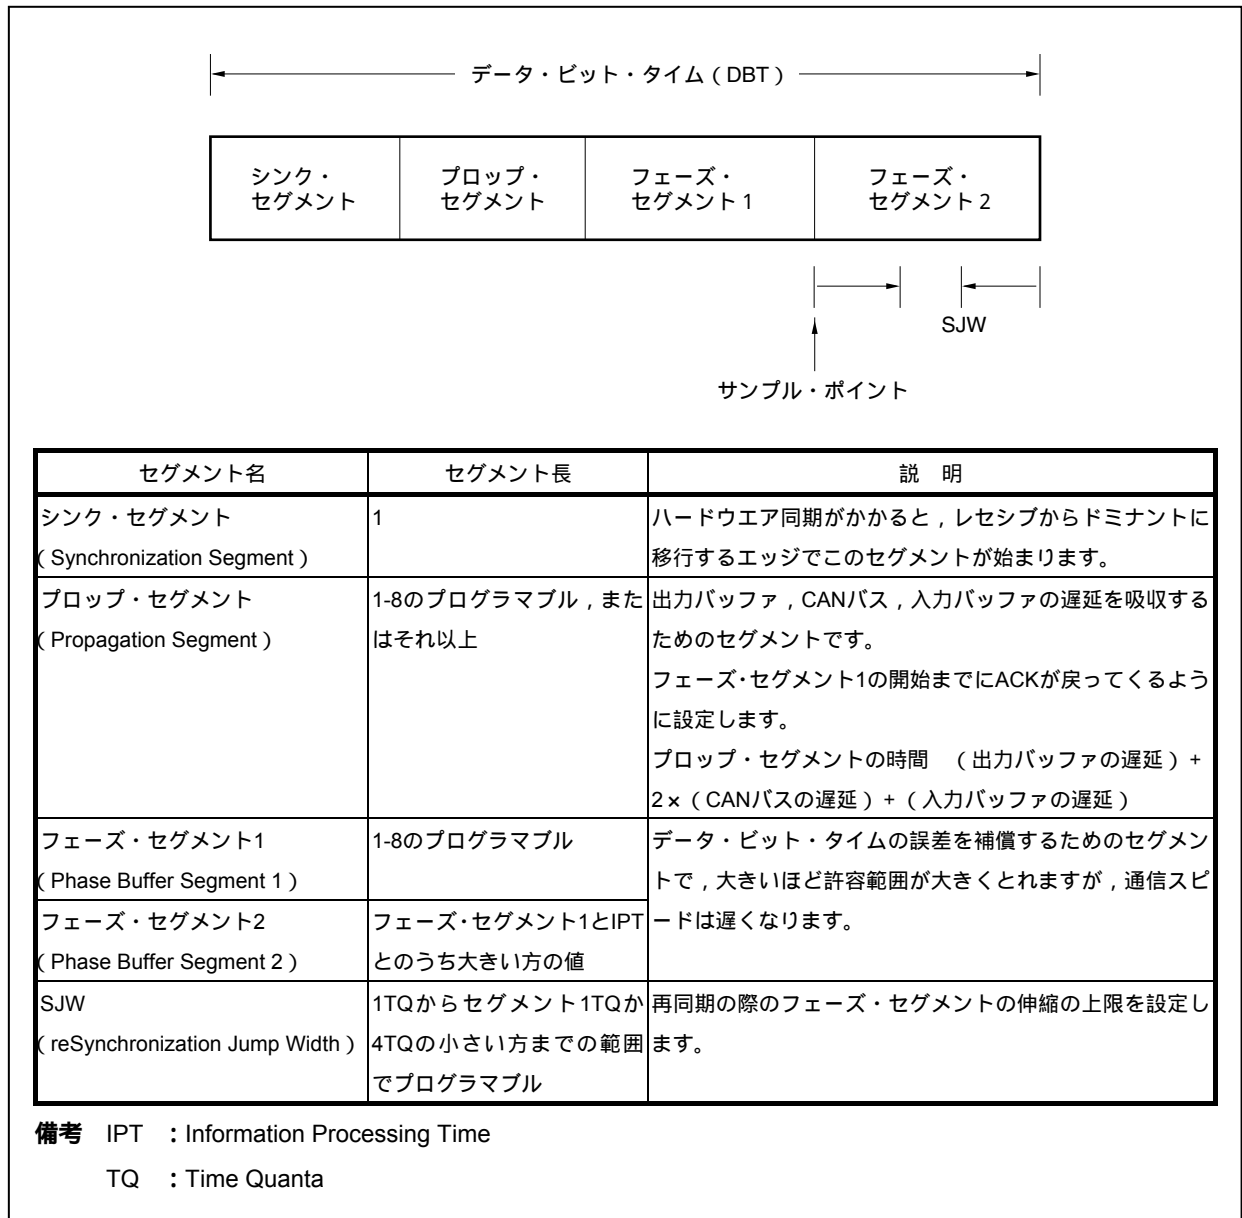 データ・ビット・タイム（DBT）
シンク・
セグメント
プロップ・
セグメント
フェーズ・
セグメント1
フェーズ・
セグメント2
SJW
サンプル・ポイント
セグメント名
セグメント長
説　明
シンク・セグメント
（Synchronization Segment）
1
ハードウエア同期がかかると，レセシブからドミナントに
移行するエッジでこのセグメントが始まります。
プロップ・セグメント
（Propagation Segment）
1-8のプログラマブル，また
はそれ以上
出力バッファ，CANバス，入力バッファの遅延を吸収する
ためのセグメントです。
フェーズ・セグメント1の開始までにACKが戻ってくるよう
に設定します。
プロップ・セグメントの時間　（出力バッファの遅延）+
2×（CANバスの遅延）+（入力バッファの遅延）
フェーズ・セグメント1
（Phase Buffer Segment 1）
1-8のプログラマブル
フェーズ・セグメント2
（Phase Buffer Segment 2）
フェーズ・セグメント1とIPT
とのうち大きい方の値
データ・ビット・タイムの誤差を補償するためのセグメン
トで，大きいほど許容範囲が大きくとれますが，通信スピ
ードは遅くなります。
SJW
（reSynchronization Jump Width）
1TQからセグメント1TQか
4TQの小さい方までの範囲
でプログラマブル
再同期の際のフェーズ・セグメントの伸縮の上限を設定し
ます。
備考　IPT　：Information Processing Time
TQ　：Time Quanta